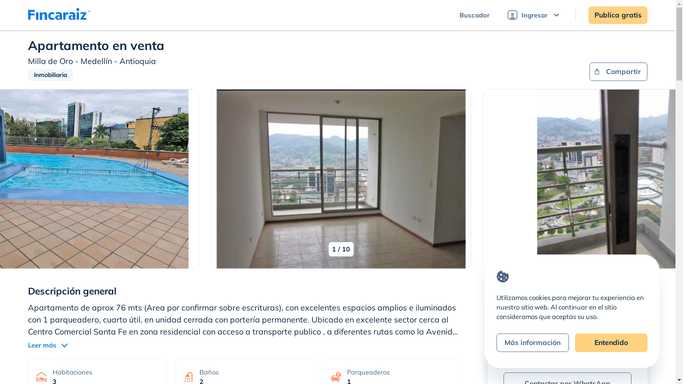 Fincaraiz
Buscador
Ingresar
Publica gratis
Apartamento en venta
Milla de Oro - Medellín - Antioquia
Inmobiliaria
Compartir
1 / 10
Descripción general
Apartamento de aprox 76 mts (Area por confirmar sobre escrituras), con excelentes espacios amplios e iluminados
con 1 parqueadero, cuarto útil, en unidad cerrada con portería permanente. Ubicado en excelente sector cerca al
Centro Comercial Santa Fe en zona residencial con acceso a transporte publico , a diferentes rutas como la Avenid...
Leer más
Habitaciones
3
Baños
2
Parqueaderos
1
Utilizamos cookies para mejorar tu experiencia en
nuestro sitio web. Al continuar en el sitio
consideramos que aceptas su uso.
Más información
Entendido
Contactar por WhatsApp